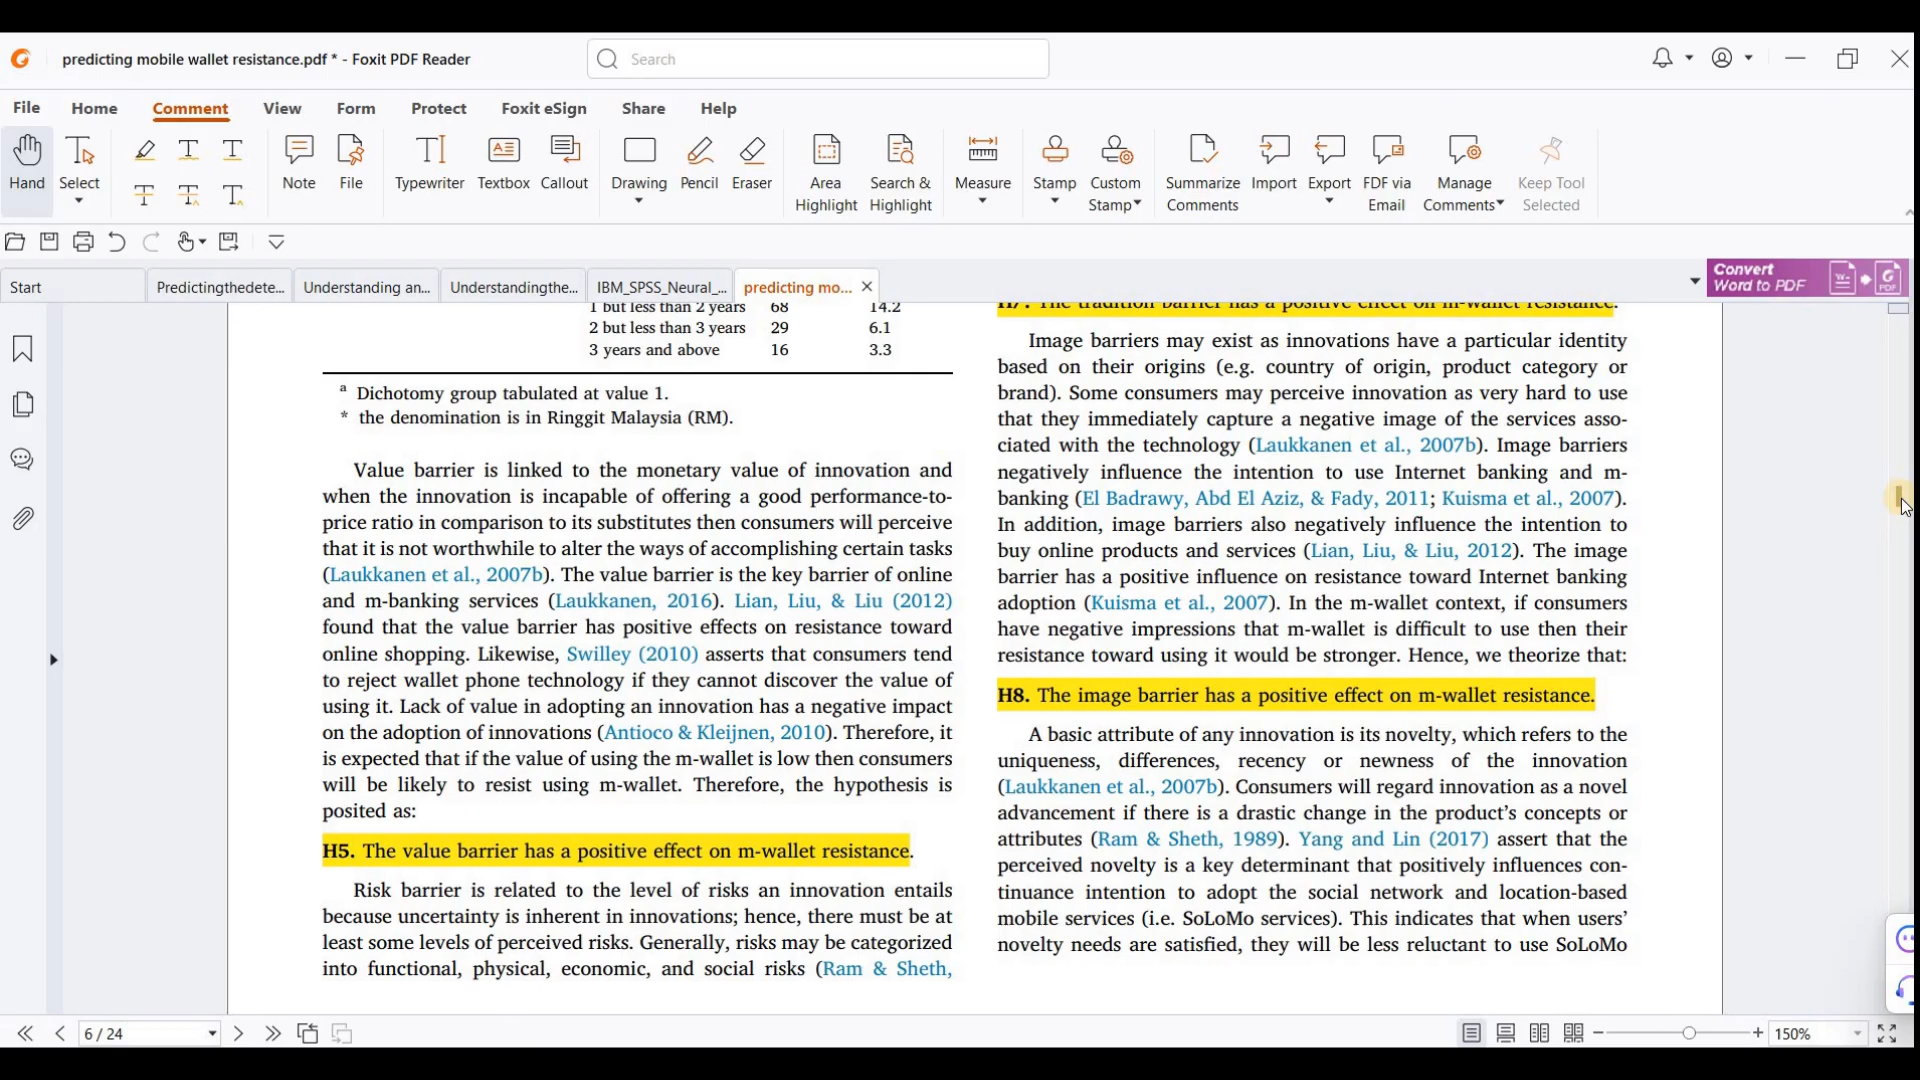 predicting mobile wallet resistance.pdf * - Foxit PDF Reader
Search
File Home Comment View Form Protect Foxit eSign Share Help
Hand
Select
Note
File
Typewriter
Textbox
Callout
Drawing
Pencil
Eraser
Area Highlight
Search & Highlight
Measure
Stamp
Custom Stamp
Summarize Comments
Import
Export
FDF via Email
Manage Comments
Keep Tool Selected
Start
Predictingthedete...
Understanding an...
Understandingthe...
IBM_SPSS_Neural_...
predicting mo...
Convert
Word to PDF
1 but less than 2 years 68 14.2
2 but less than 3 years 29 6.1
3 years and above 16 3.3
a Dichotomy group tabulated at value 1.
* the denomination is in Ringgit Malaysia (RM).
Value barrier is linked to the monetary value of innovation and
when the innovation is incapable of offering a good performance-to-
price ratio in comparison to its substitutes then consumers will perceive
that it is not worthwhile to alter the ways of accomplishing certain tasks
(Laukkanen et al., 2007b). The value barrier is the key barrier of online
and m-banking services (Laukkanen, 2016). Lian, Liu, & Liu (2012)
found that the value barrier has positive effects on resistance toward
online shopping. Likewise, Swilley (2010) asserts that consumers tend
to reject wallet phone technology if they cannot discover the value of
using it. Lack of value in adopting an innovation has a negative impact
on the adoption of innovations (Antioco & Kleijnen, 2010). Therefore, it
is expected that if the value of using the m-wallet is low then consumers
will be likely to resist using m-wallet. Therefore, the hypothesis is
posited as:
H5. The value barrier has a positive effect on m-wallet resistance.
Risk barrier is related to the level of risks an innovation entails
because uncertainty is inherent in innovations; hence, there must be at
least some levels of perceived risks. Generally, risks may be categorized
into functional, physical, economic, and social risks (Ram & Sheth,
H7. The tradition barrier has a positive effect on m-wallet resistance.
Image barriers may exist as innovations have a particular identity
based on their origins (e.g. country of origin, product category or
brand). Some consumers may perceive innovation as very hard to use
that they immediately capture a negative image of the services asso-
ciated with the technology (Laukkanen et al., 2007b). Image barriers
negatively influence the intention to use Internet banking and m-
banking (El Badrawy, Abd El Aziz, & Fady, 2011; Kuisma et al., 2007).
In addition, image barriers also negatively influence the intention to
buy online products and services (Lian, Liu, & Liu, 2012). The image
barrier has a positive influence on resistance toward Internet banking
adoption (Kuisma et al., 2007). In the m-wallet context, if consumers
have negative impressions that m-wallet is difficult to use then their
resistance toward using it would be stronger. Hence, we theorize that:
H8. The image barrier has a positive effect on m-wallet resistance.
A basic attribute of any innovation is its novelty, which refers to the
uniqueness, differences, recency or newness of the innovation
(Laukkanen et al., 2007b). Consumers will regard innovation as a novel
advancement if there is a drastic change in the product's concepts or
attributes (Ram & Sheth, 1989). Yang and Lin (2017) assert that the
perceived novelty is a key determinant that positively influences con-
tinuance intention to adopt the social network and location-based
mobile services (i.e. SoLoMo services). This indicates that when users'
novelty needs are satisfied, they will be less reluctant to use SoLoMo
6 / 24
150%